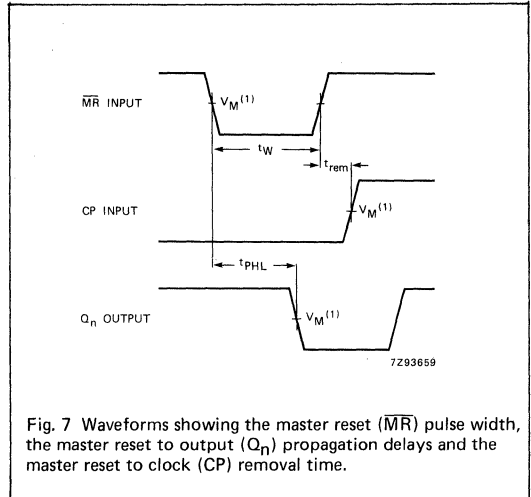 M̅R̅ INPUT
VM(1)
tW
trem
CP INPUT
VM(1)
tPHL
Qn OUTPUT
VM(1)
7Z93659
Fig. 7 Waveforms showing the master reset (M̅R̅) pulse width,
the master reset to output (Qn) propagation delays and the
master reset to clock (CP) removal time.